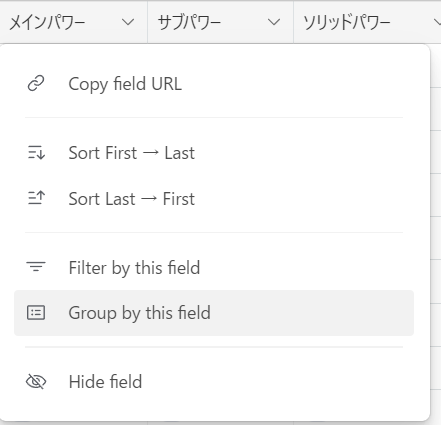 メインパワー サブパワー ソリッドパワー
Copy field URL
Sort First → Last
Sort Last → First
Filter by this field
Group by this field
Hide field